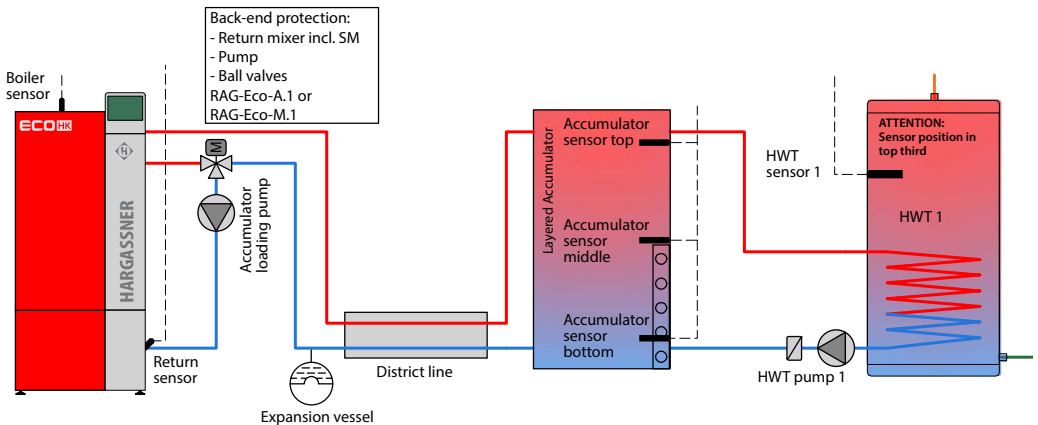 Back-end protection:
- Return mixer incl. SM
- Pump
- Ball valves
RAG-Eco-A.1 or
RAG-Eco-M.1
Boiler
sensor
ECO HK
H
HARGASSNER
M
Accumulator
loading pump
Return
sensor
Expansion vessel
District line
Layered Accumulator
Accumulator
sensor top
Accumulator
sensor
middle
Accumulator
sensor
bottom
HWT
sensor 1
HWT pump 1
ATTENTION:
Sensor position in
top third
HWT 1